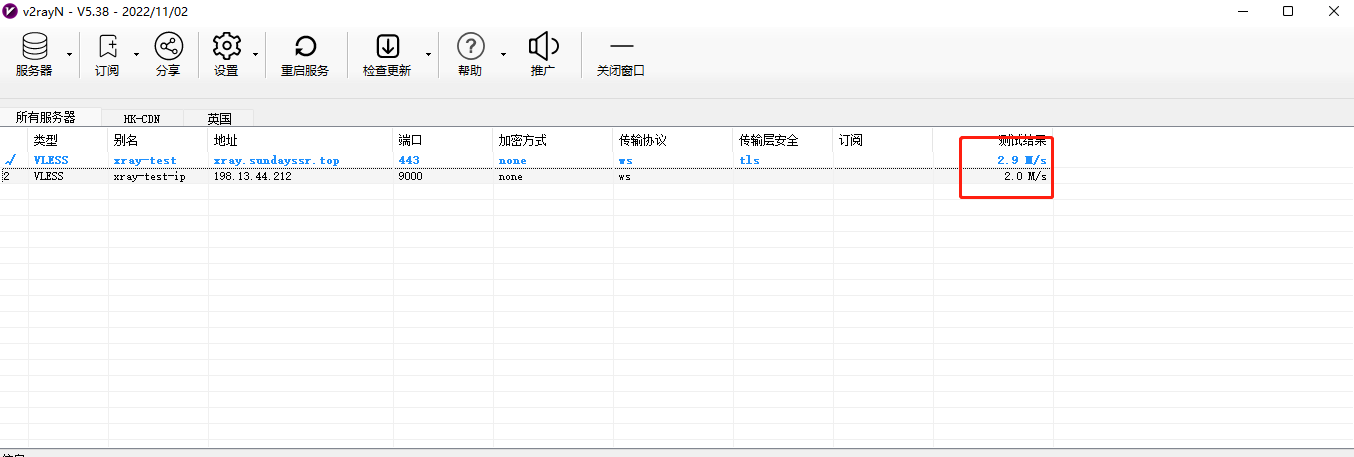 v2rayN - V5.38 - 2022/11/02
服务器 订阅 分享 设置 重启服务 检查更新 帮助 推广 关闭窗口
所有服务器 HK-CDN 英国
类型 别名 地址 端口 加密方式 传输协议 传输层安全 订阅 测试结果
VLESS xray-test xray.sundayssr.top 443 none ws tls 2.9 M/s
2 VLESS xray-test-ip 198.13.44.212 9000 none ws 2.0 M/s